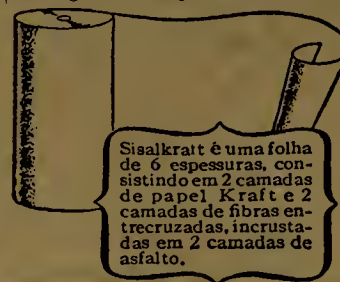 Sisalkraft é uma folha
de 6 espessuras, con-
sistindo em 2 camadas
de papel Kraft e 2
camadas de fibras en-
trecruzadas, incrusta-
das em 2 camadas de
asfalto.